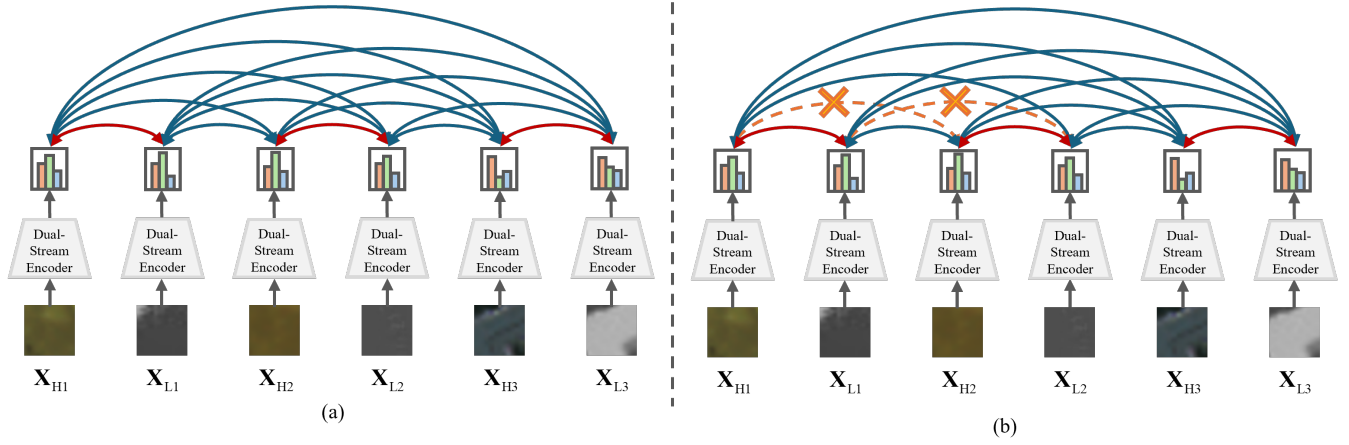 Dual-
Stream
Encoder
Dual-
Stream
Encoder
Dual-
Stream
Encoder
Dual-
Stream
Encoder
Dual-
Stream
Encoder
Dual-
Stream
Encoder
X_H1 X_L1 X_H2 X_L2 X_H3 X_L3
(a)
Dual-
Stream
Encoder
Dual-
Stream
Encoder
Dual-
Stream
Encoder
Dual-
Stream
Encoder
Dual-
Stream
Encoder
Dual-
Stream
Encoder
X_H1 X_L1 X_H2 X_L2 X_H3 X_L3
(b)